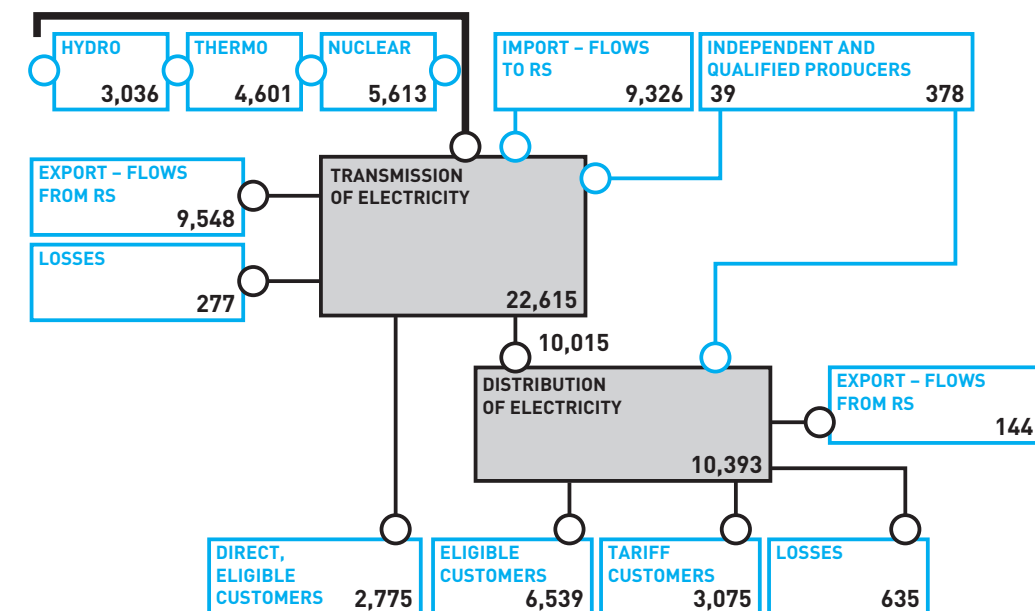 HYDRO
3,036
THERMO
4,601
NUCLEAR
5,613
IMPORT – FLOWS
TO RS
9,326
INDEPENDENT AND
QUALIFIED PRODUCERS
39 378
EXPORT – FLOWS
FROM RS
9,548
LOSSES
277
TRANSMISSION
OF ELECTRICITY
22,615
10,015
DISTRIBUTION
OF ELECTRICITY
10,393
EXPORT – FLOWS
FROM RS
144
DIRECT,
ELIGIBLE
CUSTOMERS 2,775
ELIGIBLE
CUSTOMERS
6,539
TARIFF
CUSTOMERS
3,075
LOSSES
635